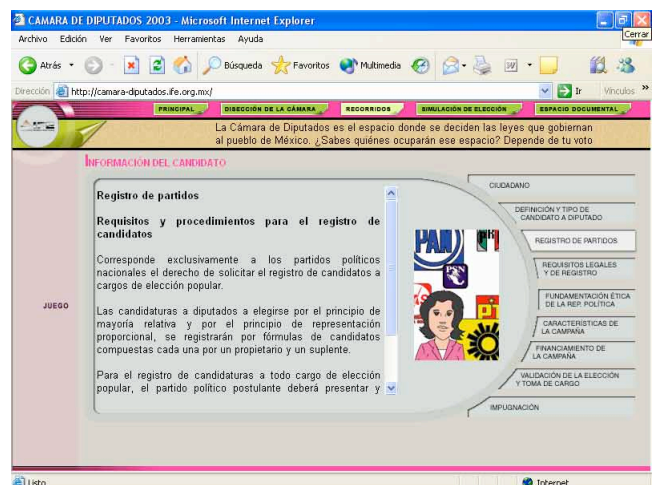 CAMARA DE DIPUTADOS 2003 - Microsoft Internet Explorer
Cerrar
Archivo Edición Ver Favoritos Herramientas Ayuda
Atrás Búsqueda Favoritos Multimedia
Dirección http://camara-diputados.ife.org.mx/ Ir Vínculos »
PRINCIPAL DISECCIÓN DE LA CÁMARA RECORRIDOS SIMULACIÓN DE ELECCIÓN ESPACIO DOCUMENTAL
La Cámara de Diputados es el espacio donde se deciden las leyes que gobiernan
al pueblo de México. ¿Sabes quiénes ocuparán ese espacio? Depende de tu voto
INFORMACIÓN DEL CANDIDATO
JUEGO
Registro de partidos
Requisitos y procedimientos para el registro de
candidatos
Corresponde exclusivamente a los partidos políticos
nacionales el derecho de solicitar el registro de candidatos a
cargos de elección popular.
Las candidaturas a diputados a elegirse por el principio de
mayoría relativa y por el principio de representación
proporcional, se registrarán por fórmulas de candidatos
compuestas cada una por un propietario y un suplente.
Para el registro de candidaturas a todo cargo de elección
popular, el partido político postulante deberá presentar y
PAN
PT
CIUDADANO
DEFINICIÓN Y TIPO DE
CANDIDATO A DIPUTADO
REGISTRO DE PARTIDOS
REQUISITOS LEGALES
Y DE REGISTRO
FUNDAMENTACIÓN ÉTICA
DE LA REP. POLÍTICA
CARACTERÍSTICAS DE
LA CAMPAÑA
FINANCIAMIENTO DE
LA CAMPAÑA
VALIDACIÓN DE LA ELECCIÓN
Y TOMA DE CARGO
IMPUGNACIÓN
Listo
Internet